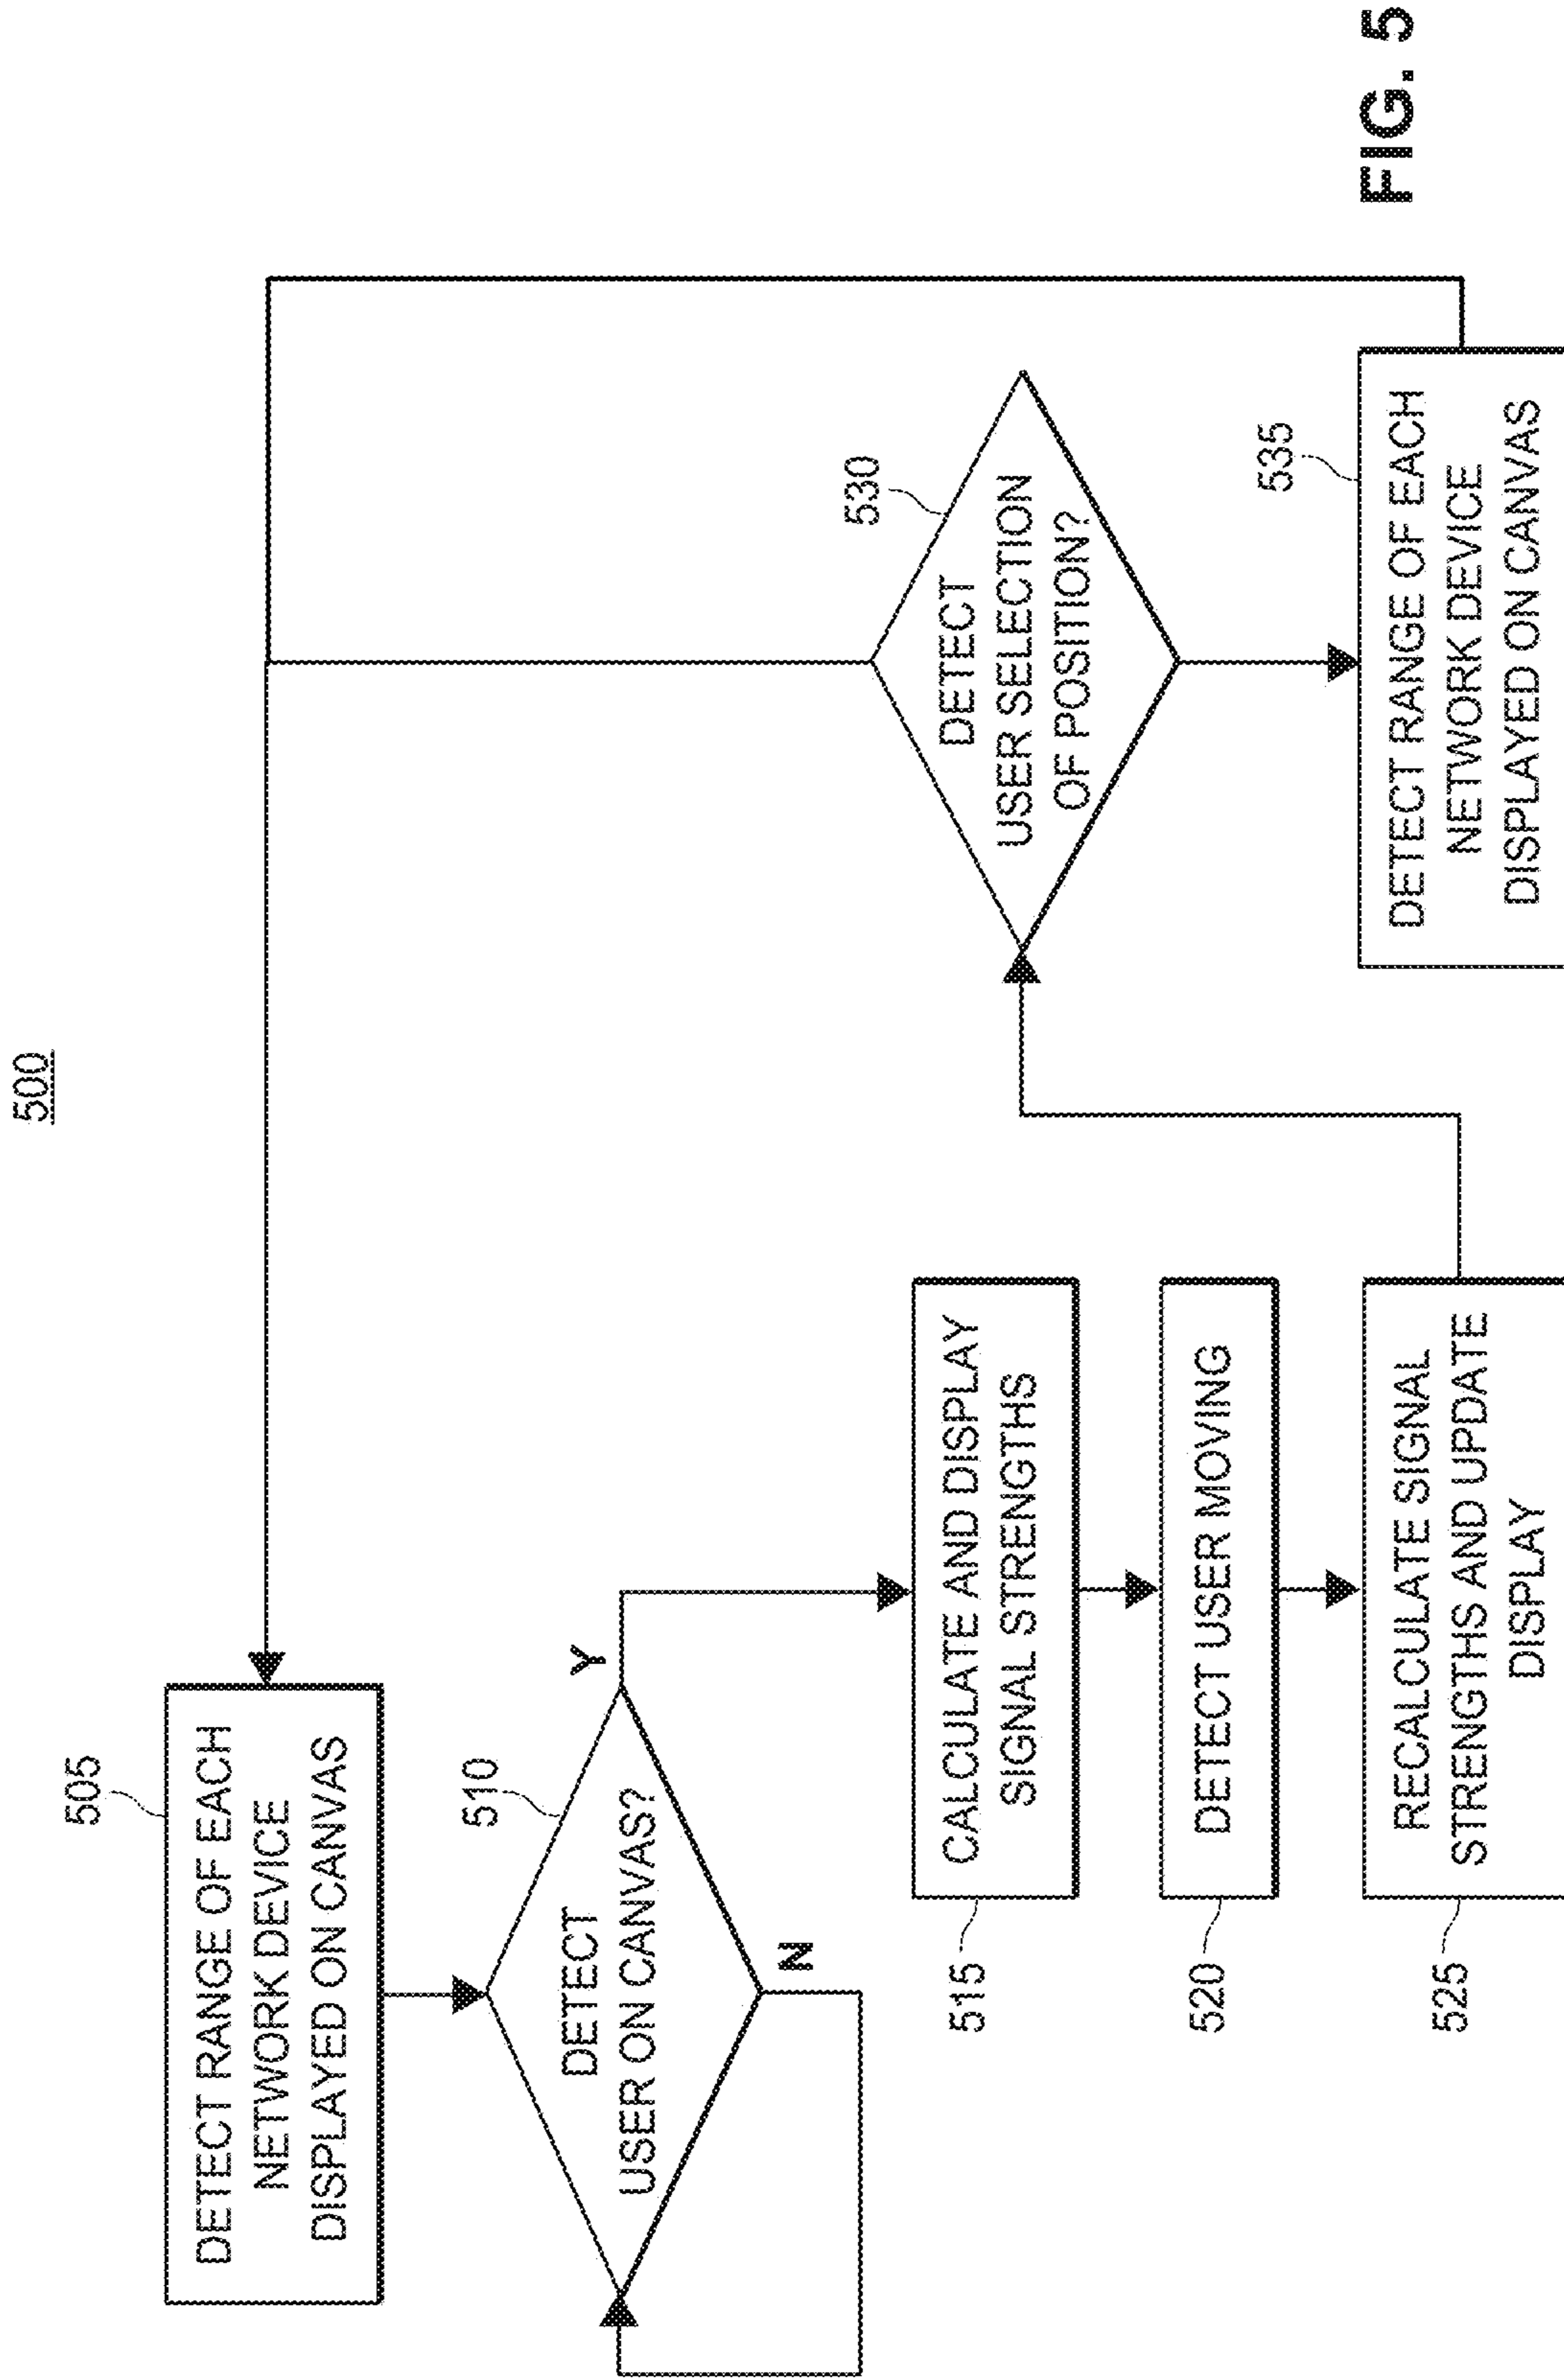 500
505
DETECT RANGE OF EACH
NETWORK DEVICE
DISPLAYED ON CANVAS
510
DETECT
USER ON CANVAS?
Y
N
515
CALCULATE AND DISPLAY
SIGNAL STRENGTHS
520
DETECT USER MOVING
525
RECALCULATE SIGNAL
STRENGTHS AND UPDATE
DISPLAY
530
DETECT
USER SELECTION
OF POSITION?
535
DETECT RANGE OF EACH
NETWORK DEVICE
DISPLAYED ON CANVAS
FIG. 5